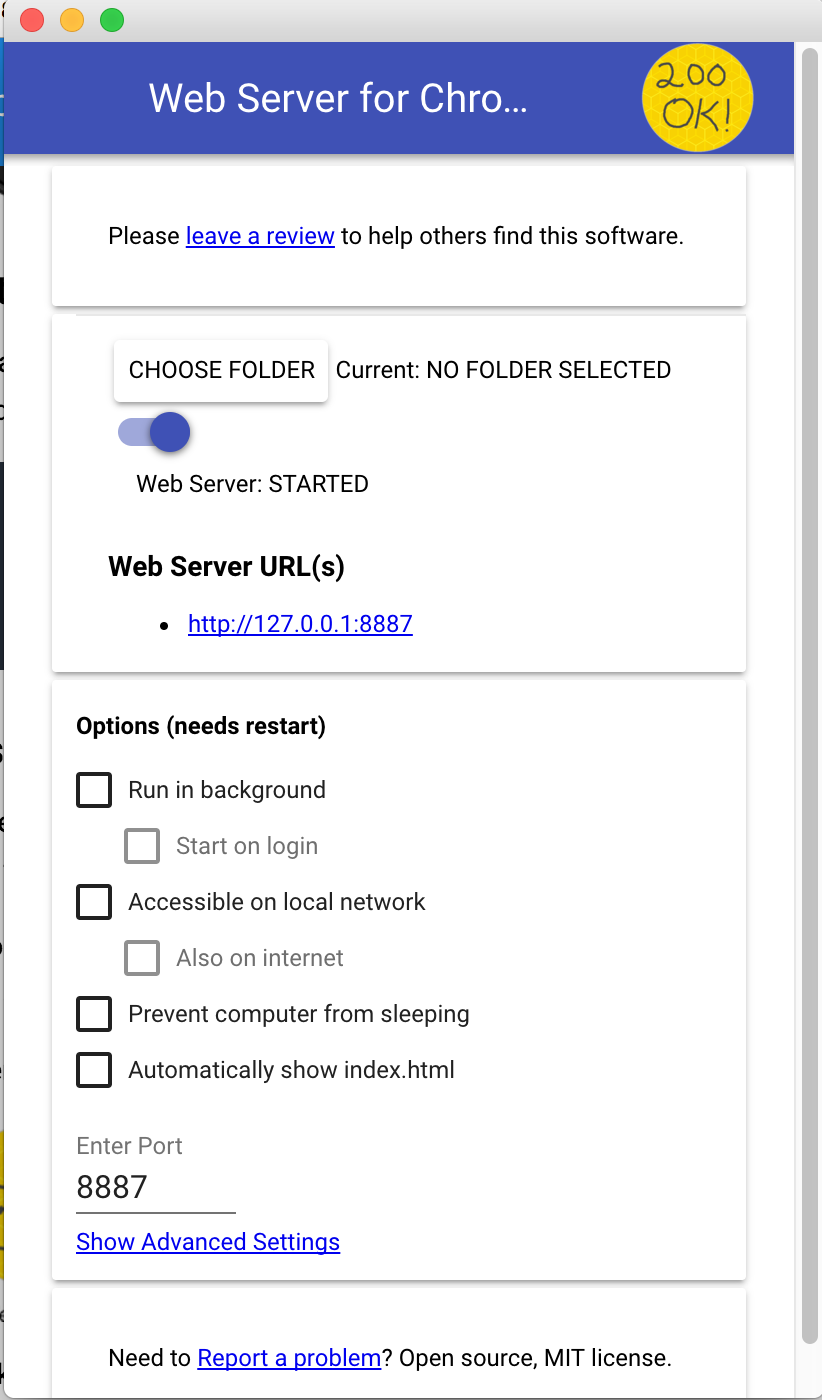 Web Server for Chro...
200
OK!
Please leave a review to help others find this software.
CHOOSE FOLDER Current: NO FOLDER SELECTED
Web Server: STARTED
Web Server URL(s)
• http://127.0.0.1:8887
Options (needs restart)
Run in background
Start on login
Accessible on local network
Also on internet
Prevent computer from sleeping
Automatically show index.html
Enter Port
8887
Show Advanced Settings
Need to Report a problem? Open source, MIT license.